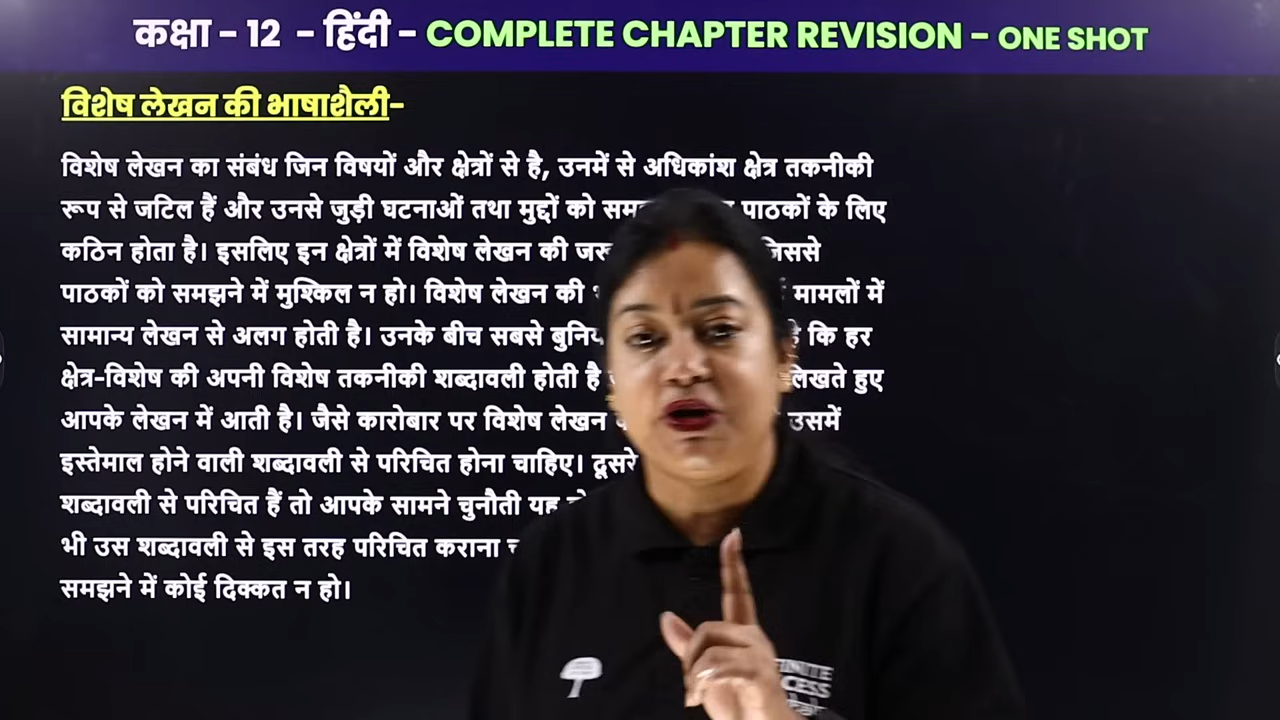 कक्षा - 12 - हिंदी - COMPLETE CHAPTER REVISION - ONE SHOT
विशेष लेखन की भाषाशैली-
विशेष लेखन का संबंध जिन विषयों और क्षेत्रों से है, उनमें से अधिकांश क्षेत्र तकनीकी
रूप से जटिल हैं और उनसे जुड़ी घटनाओं तथा मुद्दों को पाठकों के लिए
कठिन होता है। इसलिए इन क्षेत्रों में विशेष लेखन की जिससे
पाठकों को समझने में मुश्किल न हो। विशेष लेखन की मामलों में
सामान्य लेखन से अलग होती है। उनके बीच सबसे कि हर
क्षेत्र-विशेष की अपनी विशेष तकनीकी शब्दावली होती है लिखते हुए
आपके लेखन में आती है। जैसे कारोबार पर विशेष लेखन उसमें
इस्तेमाल होने वाली शब्दावली से परिचित होना चाहिए। दूसरे
शब्दावली से परिचित हैं तो आपके सामने चुनौती यह
भी उस शब्दावली से इस तरह परिचित कराना
समझने में कोई दिक्कत न हो।